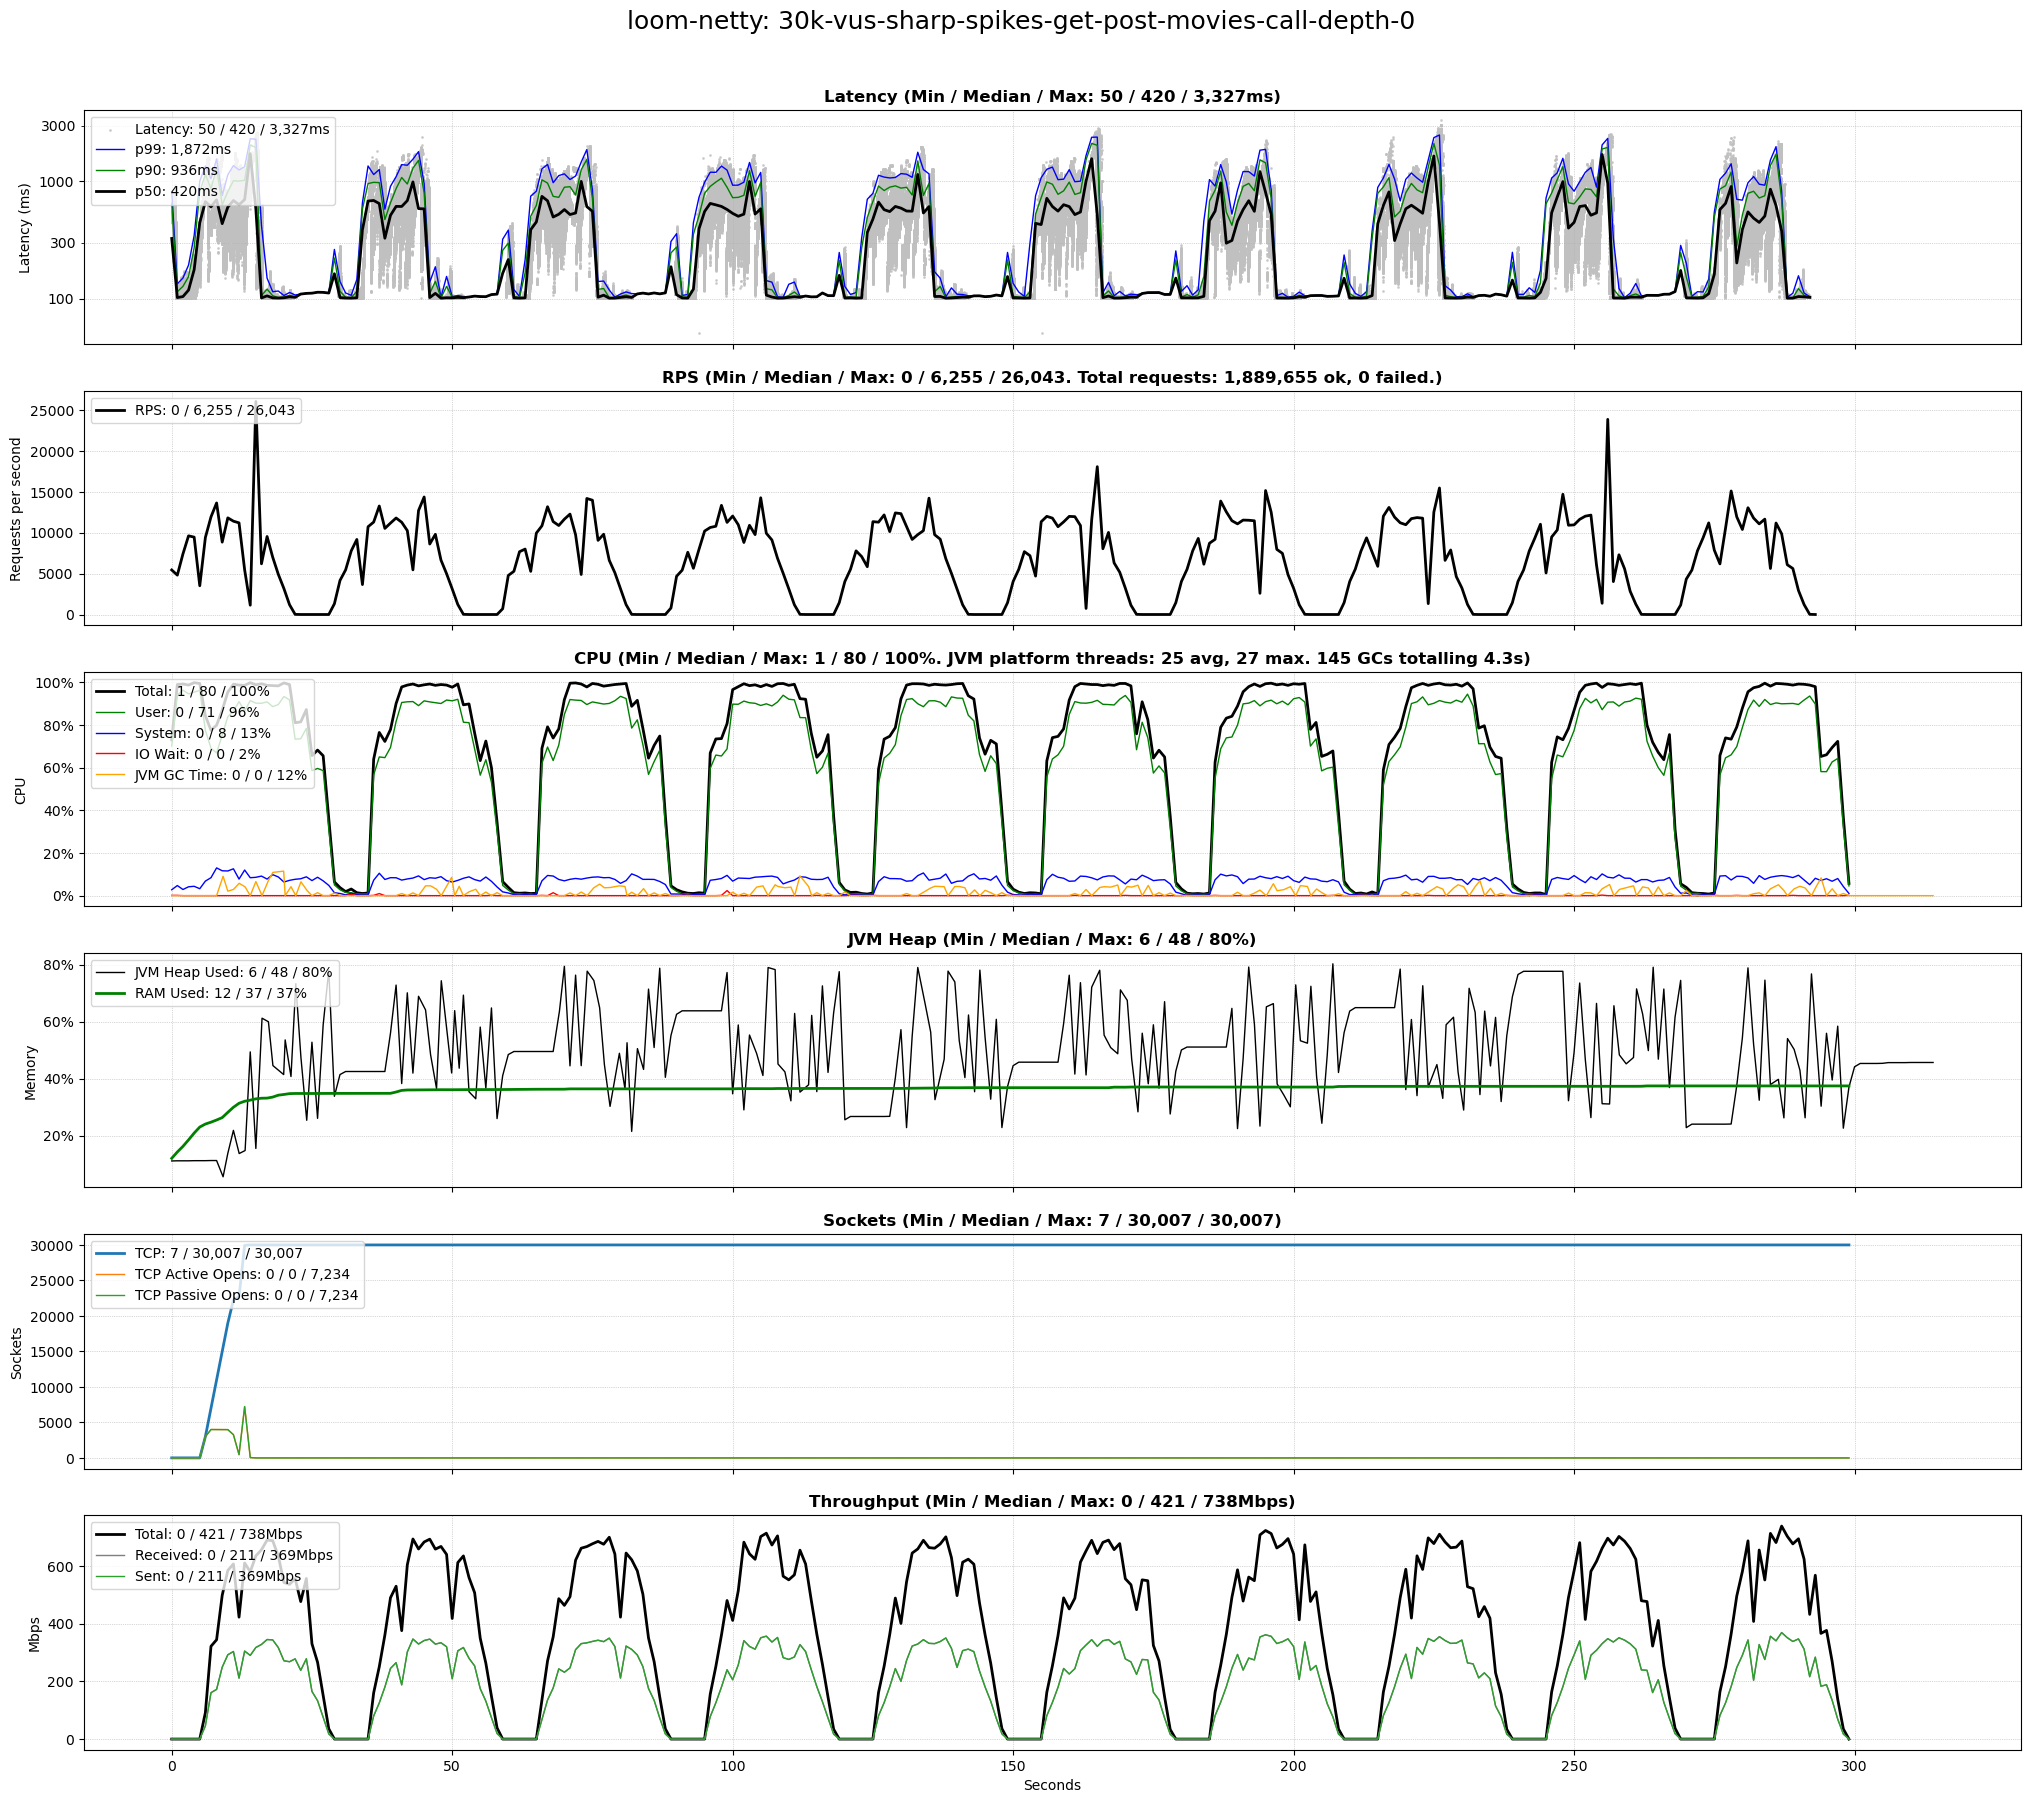 loom-netty: 30k-vus-sharp-spikes-get-post-movies-call-depth-0
Latency (Min / Median / Max: 50 / 420 / 3,327ms)
Latency: 50 / 420 / 3,327ms
p99: 1,872ms
p90: 936ms
p50: 420ms
3000
1000
300
100
Latency (ms)
RPS (Min / Median / Max: 0 / 6,255 / 26,043. Total requests: 1,889,655 ok, 0 failed.)
RPS: 0 / 6,255 / 26,043
25000
20000
15000
10000
5000
0
Requests per second
CPU (Min / Median / Max: 1 / 80 / 100%. JVM platform threads: 25 avg, 27 max. 145 GCs totalling 4.3s)
Total: 1 / 80 / 100%
User: 0 / 71 / 96%
System: 0 / 8 / 13%
IO Wait: 0 / 0 / 2%
JVM GC Time: 0 / 0 / 12%
100%
80%
60%
40%
20%
0%
CPU
JVM Heap (Min / Median / Max: 6 / 48 / 80%)
JVM Heap Used: 6 / 48 / 80%
RAM Used: 12 / 37 / 37%
80%
60%
40%
20%
Memory
Sockets (Min / Median / Max: 7 / 30,007 / 30,007)
TCP: 7 / 30,007 / 30,007
TCP Active Opens: 0 / 0 / 7,234
TCP Passive Opens: 0 / 0 / 7,234
30000
25000
20000
15000
10000
5000
0
Sockets
Throughput (Min / Median / Max: 0 / 421 / 738Mbps)
Total: 0 / 421 / 738Mbps
Received: 0 / 211 / 369Mbps
Sent: 0 / 211 / 369Mbps
600
400
200
0
Mbps
0 50 100 150 200 250 300
Seconds